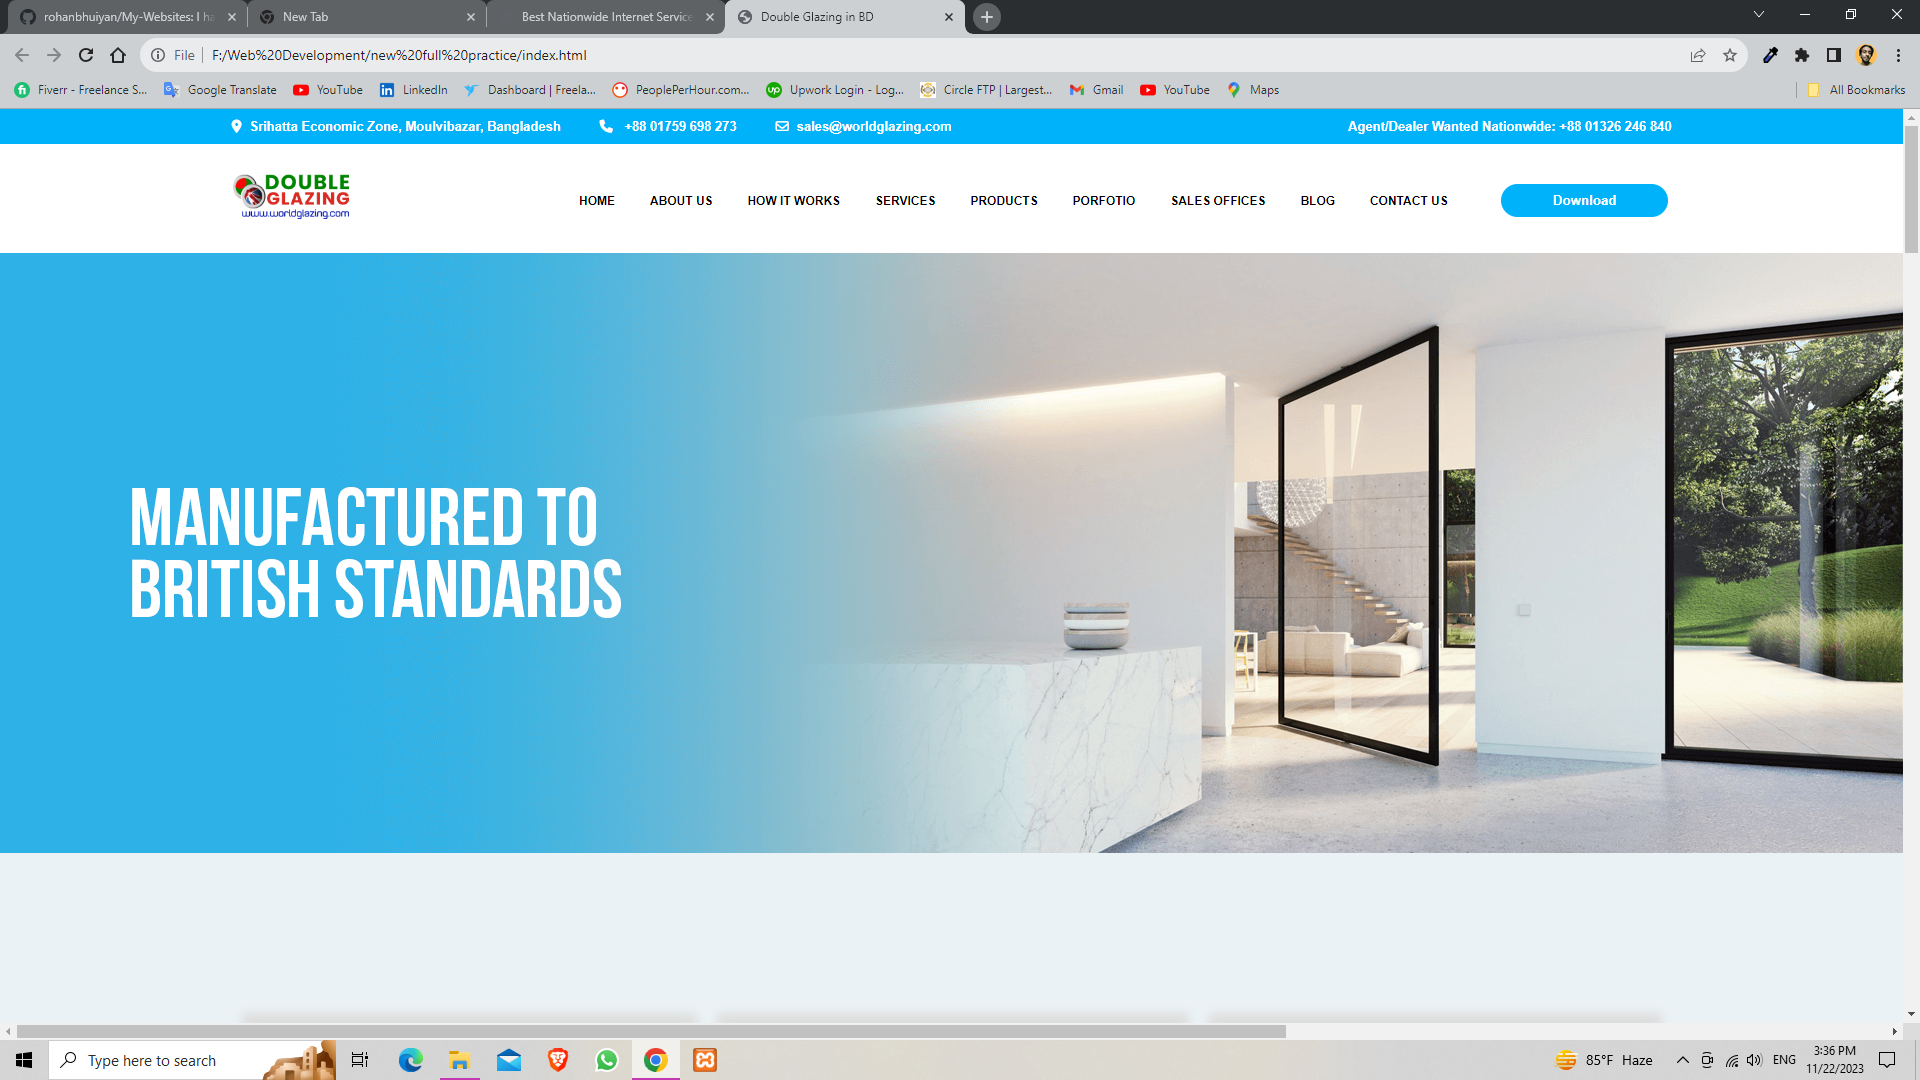 rohanbhuiyan/My-Websites: I ha
New Tab
Best Nationwide Internet Service
Double Glazing in BD
File
F:/Web%20Development/new%20full%20practice/index.html
Fiverr - Freelance S...
Google Translate
YouTube
LinkedIn
Dashboard | Freela...
PeoplePerHour.com...
Upwork Login - Log...
Circle FTP | Largest...
Gmail
YouTube
Maps
All Bookmarks
Srihatta Economic Zone, Moulvibazar, Bangladesh
+88 01759 698 273
sales@worldglazing.com
Agent/Dealer Wanted Nationwide: +88 01326 246 840
DOUBLE
GLAZING
www.worldglazing.com
HOME
ABOUT US
HOW IT WORKS
SERVICES
PRODUCTS
PORFOTIO
SALES OFFICES
BLOG
CONTACT US
Download
MANUFACTURED TO
BRITISH STANDARDS
Type here to search
85°F Haze
ENG
3:36 PM
11/22/2023